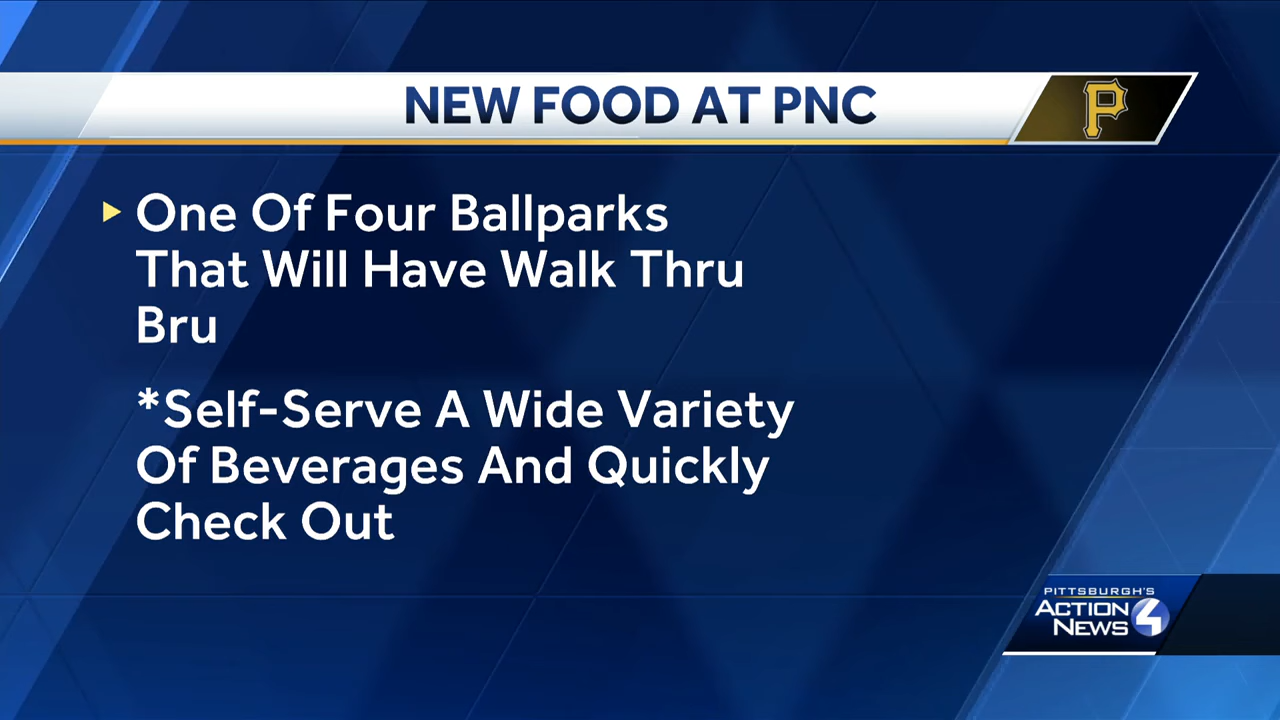 NEW FOOD AT PNC
P
One Of Four Ballparks
That Will Have Walk Thru
Bru
*Self-Serve A Wide Variety
Of Beverages And Quickly
Check Out
PITTSBURGH'S
ACTION
NEWS 4